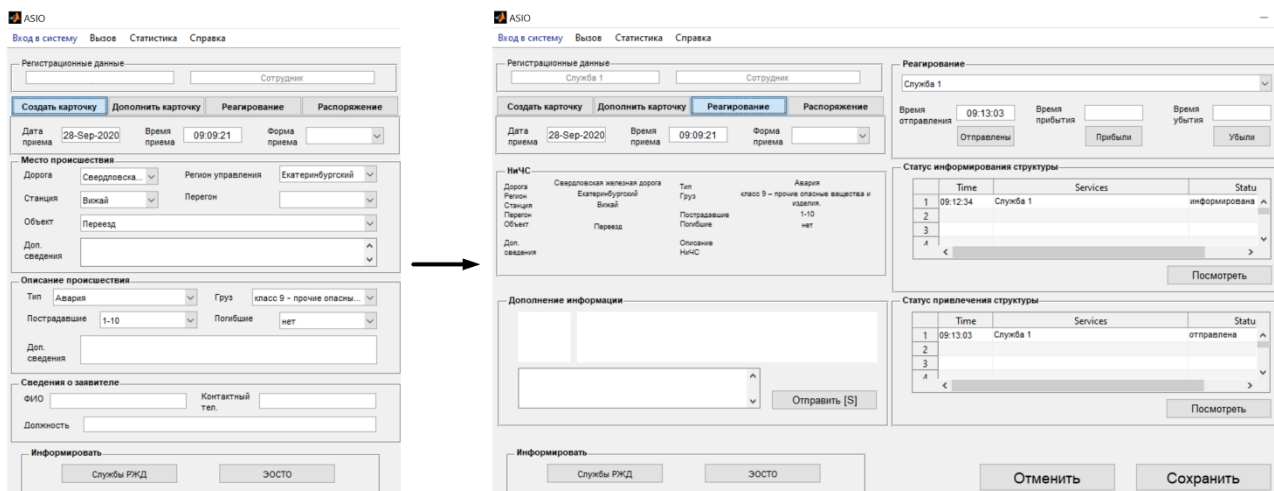 ASIO
Вход в систему Вызов Статистика Справка
Регистрационные данные
Сотрудник
Создать карточку Дополнить карточку Реагирование Распоряжение
Дата приема 28-Sep-2020 Время приема 09:09:21 Форма приема
Место происшествия
Дорога Свердловска... Регион управления Екатеринбургский
Станция Вижай Перегон
Объект Переезд
Доп. сведения
Описание происшествия
Тип Авария Груз класс 9 – прочие опасны...
Пострадавшие 1-10 Погибшие нет
Доп. сведения
Сведения о заявителе
ФИО Контактный тел.
Должность
Информировать
Службы РЖД ЭОСТО
ASIO
Вход в систему Вызов Статистика Справка
Регистрационные данные
Служба 1 Сотрудник
Создать карточку Дополнить карточку Реагирование Распоряжение
Дата приема 28-Sep-2020 Время приема 09:09:21 Форма приема
НиЧС
Дорога Свердловская железная дорога Тип Авария
Регион Екатеринбургский Груз класс 9 – прочие опасные вещества и изделия.
Станция Вижай
Перегон Пострадавшие 1-10
Объект Переезд Погибшие нет
Доп. сведения Описание НиЧС
Дополнение информации
Отправить [S]
Информировать
Службы РЖД ЭОСТО
Реагирование
Служба 1
Время отправления 09:13:03 Время прибытия Время убытия
Отправлены Прибыли Убыли
Статус информирования структуры
Time Services Statu
1 09:12:34 Служба 1 информирована
2
3
4
Посмотреть
Статус привлечения структуры
Time Services Statu
1 09:13:03 Служба 1 отправлена
2
3
4
Посмотреть
Отменить Сохранить